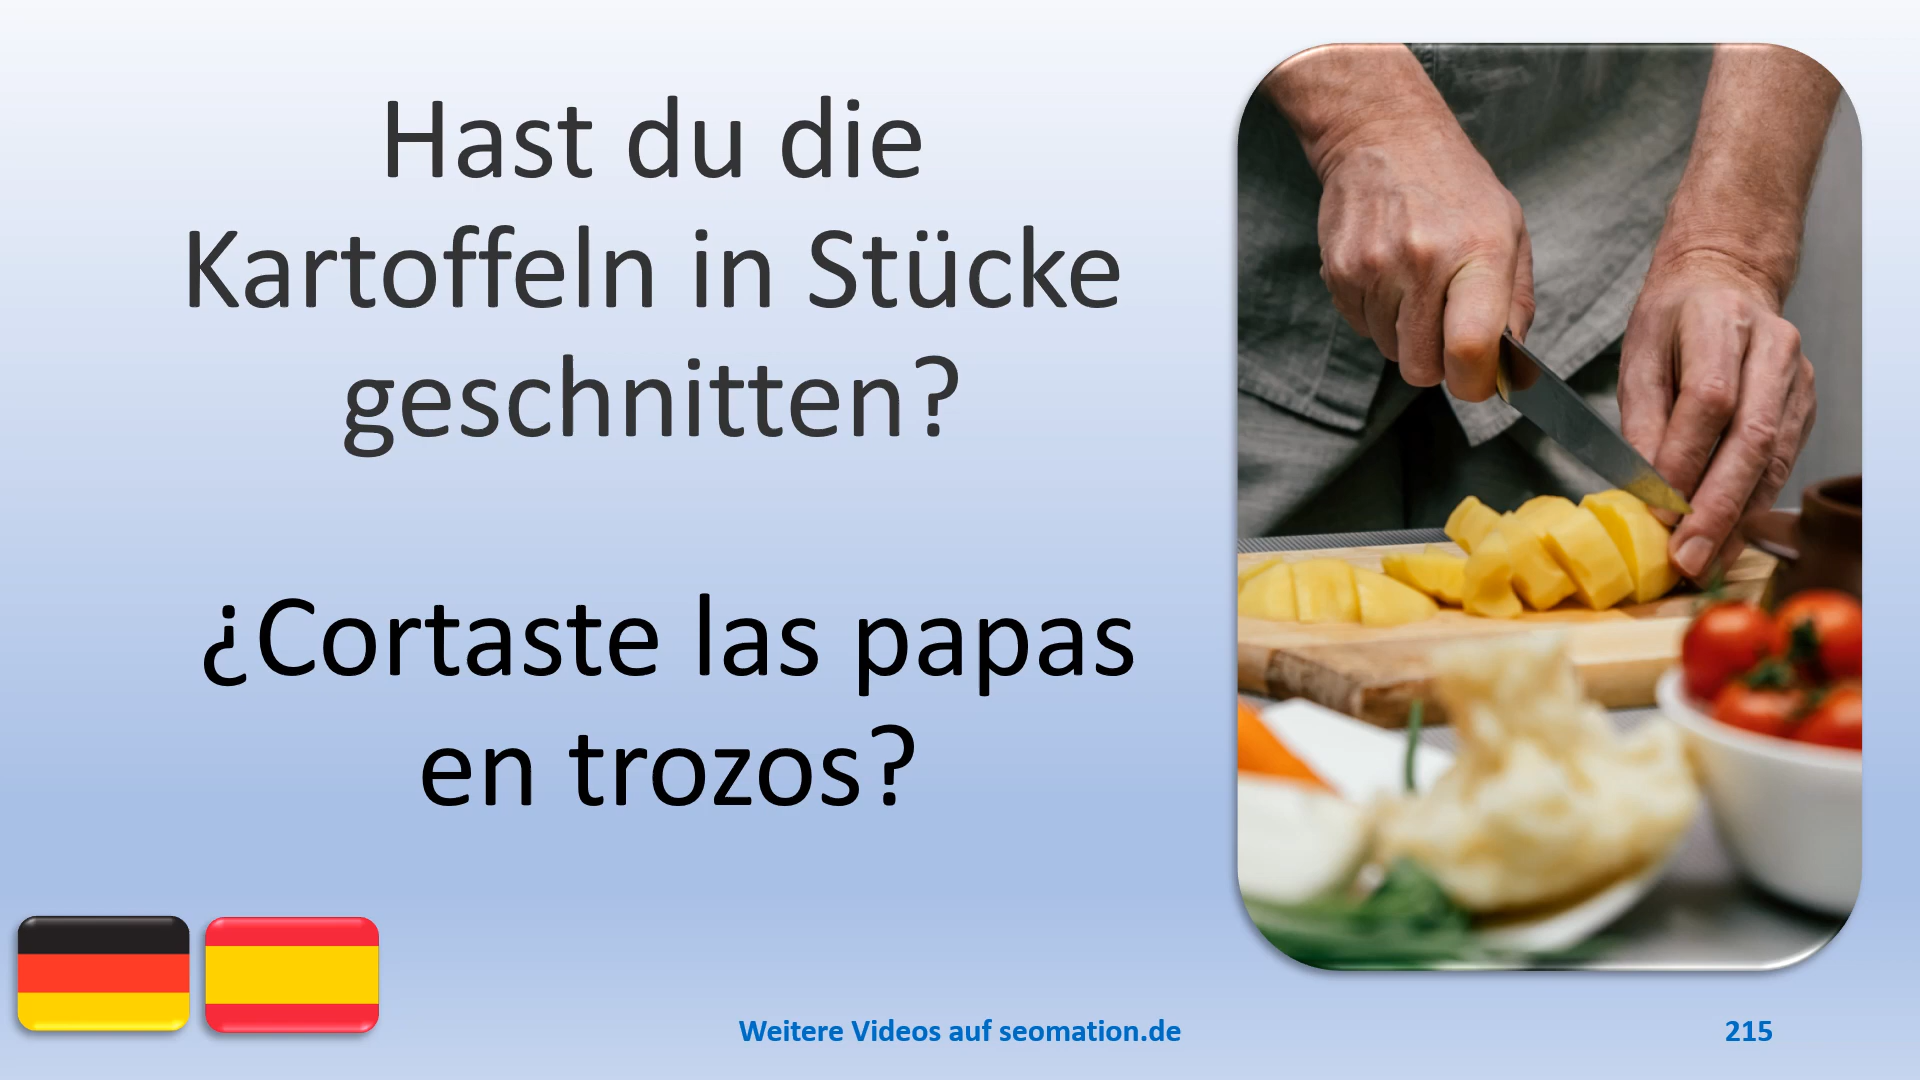 Hast du die
Kartoffeln in Stücke
geschnitten?
¿Cortaste las papas
en trozos?
Weitere Videos auf seomation.de
215